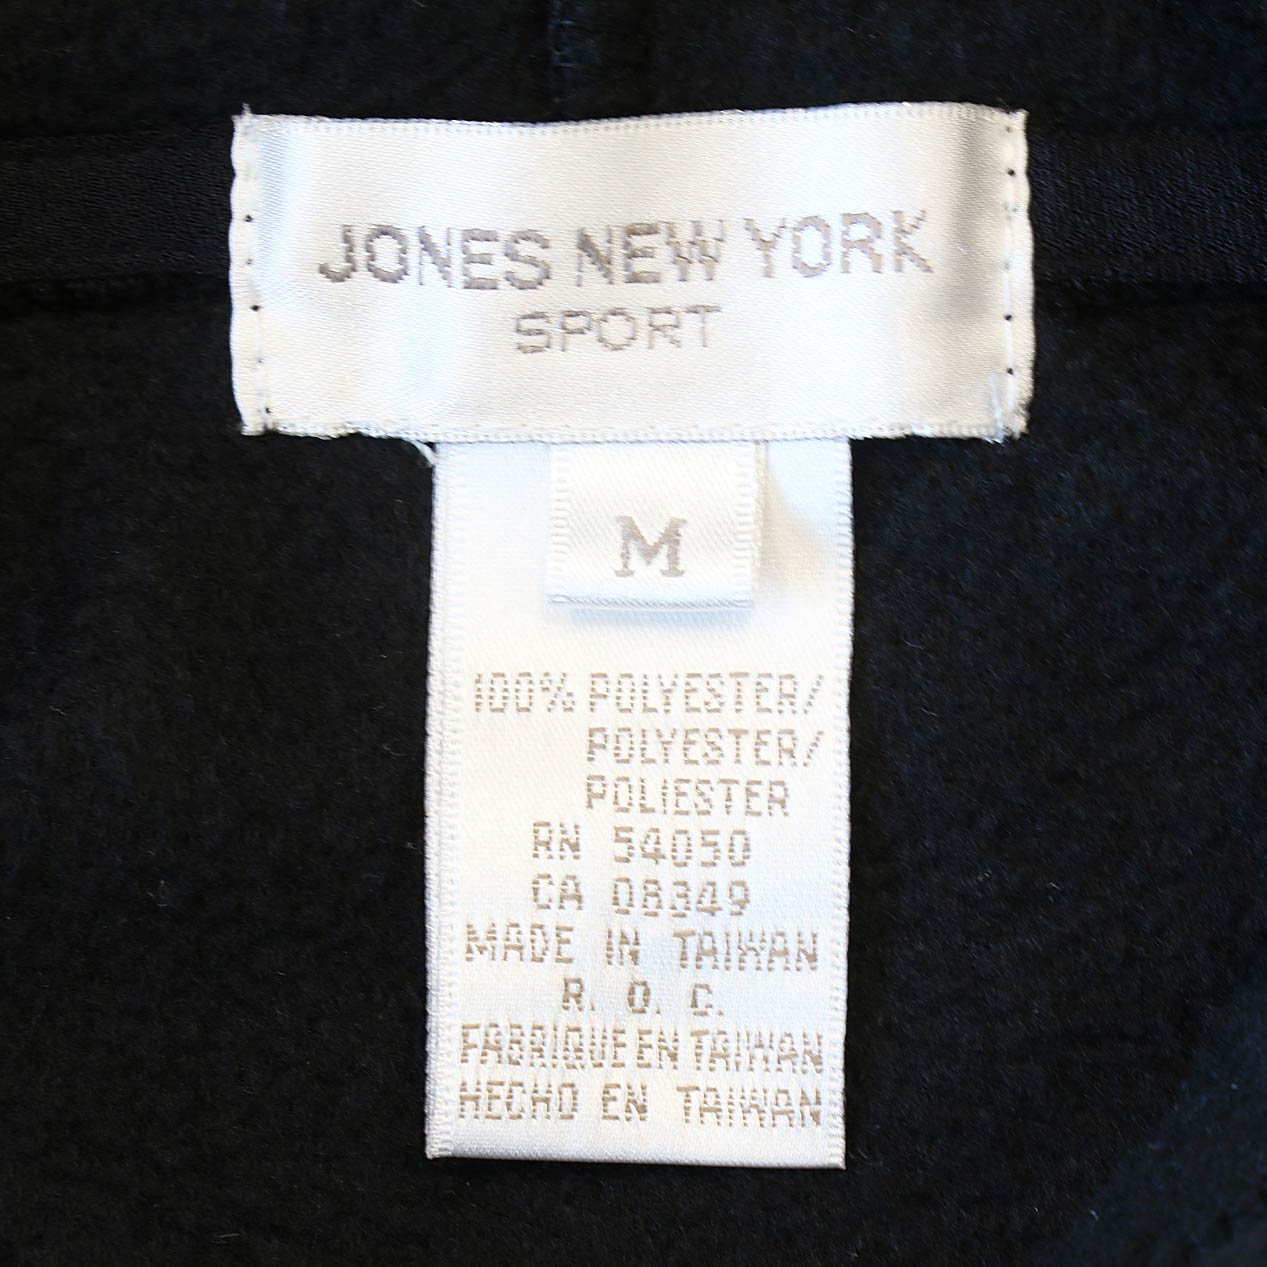 JONES NEW YORK
SPORT
M
100% POLYESTER/
POLYESTER/
POLIESTER
RN 54050
CA 08349
MADE IN TAIWAN
R. O. C.
FABRIQUE EN TAIWAN
HECHO EN TAIWAN